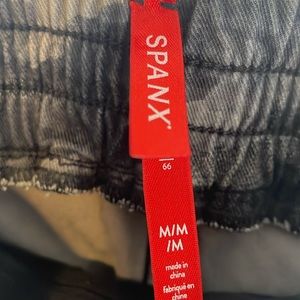 SPANX®
66
M/M
/M
made in
china
fabriqué en
chine